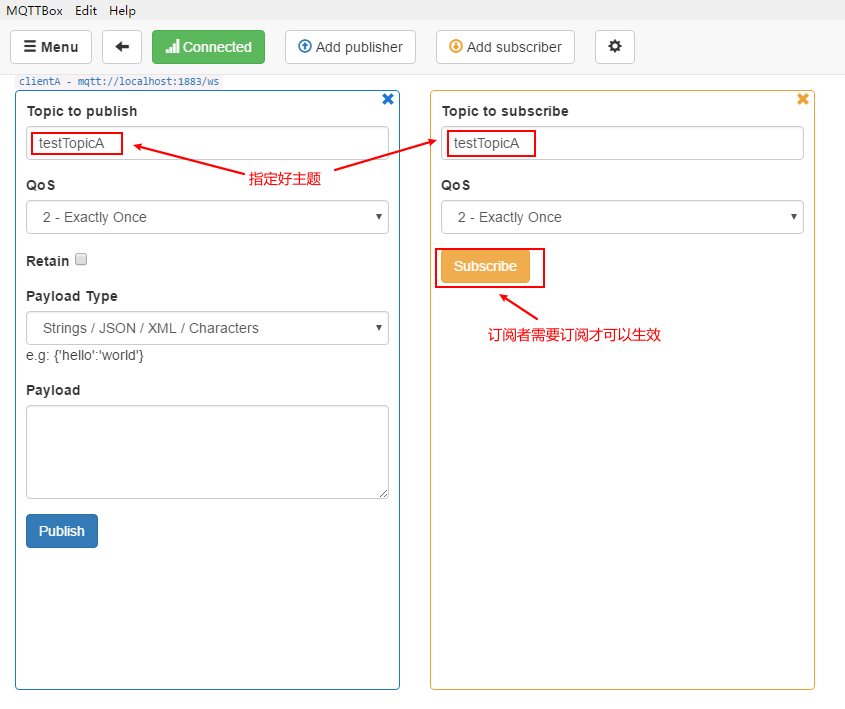 MQTTBox Edit Help
Menu Connected Add publisher Add subscriber
clientA - mqtt://localhost:1883/ws
Topic to publish
testTopicA
QoS
2 - Exactly Once
Retain
Payload Type
Strings / JSON / XML / Characters
e.g: {'hello':'world'}
Payload
Publish
指定好主题
Topic to subscribe
testTopicA
QoS
2 - Exactly Once
Subscribe
订阅者需要订阅才可以生效